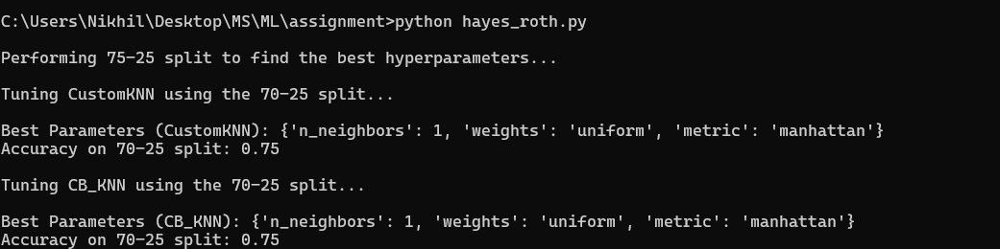 C:\Users\Nikhil\Desktop\MS\ML\assignment>python hayes_roth.py
Performing 75-25 split to find the best hyperparameters...
Tuning CustomKNN using the 70-25 split...
Best Parameters (CustomKNN): {'n_neighbors': 1, 'weights': 'uniform', 'metric': 'manhattan'}
Accuracy on 70-25 split: 0.75
Tuning CB_KNN using the 70-25 split...
Best Parameters (CB_KNN): {'n_neighbors': 1, 'weights': 'uniform', 'metric': 'manhattan'}
Accuracy on 70-25 split: 0.75